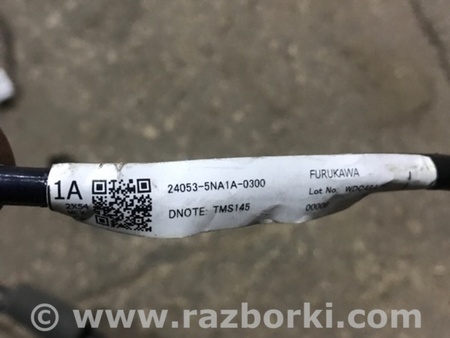 1A
24053-5NA1A-0300
DNOTE: TMS145
FURUKAWA
Lot No.
www.razborki.com